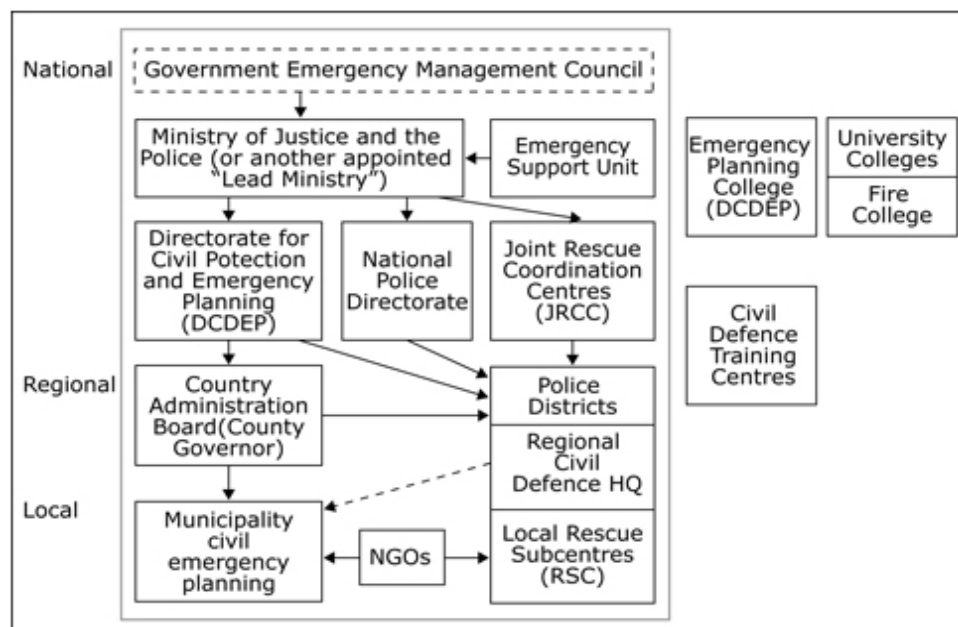 National
Government Emergency Management Council
Ministry of Justice and the
Police (or another appointed
“Lead Ministry”)
Emergency
Support Unit
Emergency
Planning
College
(DCDEP)
University
Colleges
Fire
College
Directorate for
Civil Potection
and Emergency
Planning
(DCDEP)
National
Police
Directorate
Joint Rescue
Coordination
Centres
(JRCC)
Civil
Defence
Training
Centres
Regional
Country
Administration
Board(County
Governor)
Police
Districts
Regional
Civil
Defence HQ
Local
Municipality
civil
emergency
planning
NGOs
Local Rescue
Subcentres
(RSC)